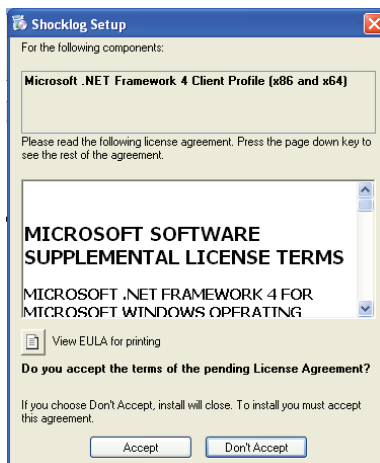 Shocklog Setup
For the following components:
Microsoft .NET Framework 4 Client Profile (x86 and x64)
Please read the following license agreement. Press the page down key to
see the rest of the agreement.
MICROSOFT SOFTWARE
SUPPLEMENTAL LICENSE TERMS
MICROSOFT .NET FRAMEWORK 4 FOR
MICROSOFT WINDOWS OPERATING
View EULA for printing
Do you accept the terms of the pending License Agreement?
If you choose Don't Accept, install will close. To install you must accept
this agreement.
Accept
Don't Accept